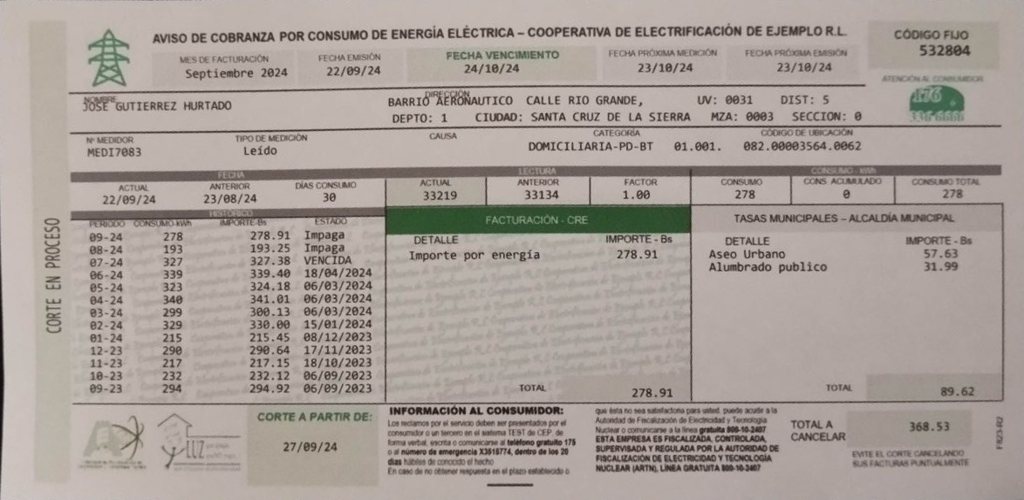 AVISO DE COBRANZA POR CONSUMO DE ENERGÍA ELÉCTRICA – COOPERATIVA DE ELECTRIFICACIÓN DE EJEMPLO R.L.
CÓDIGO FIJO
532804
MES DE FACTURACIÓN
Septiembre 2024
FECHA EMISIÓN
22/09/24
FECHA VENCIMIENTO
24/10/24
FECHA PRÓXIMA MEDICIÓN
23/10/24
FECHA PRÓXIMA EMISIÓN
23/10/24
ATENCIÓN AL CONSUMIDOR
176
NOMBRE
JOSE GUTIERREZ HURTADO
DIRECCIÓN
BARRIO AERONAUTICO CALLE RIO GRANDE, UV: 0031 DIST: 5
DEPTO: 1 CIUDAD: SANTA CRUZ DE LA SIERRA MZA: 0003 SECCION: 0
Nº MEDIDOR
MEDI7083
TIPO DE MEDICIÓN
Leído
CAUSA
CATEGORÍA
DOMICILIARIA-PD-BT 01.001.
CÓDIGO DE UBICACIÓN
082.00003564.0062
FECHA
ACTUAL ANTERIOR DÍAS CONSUMO
22/09/24 23/08/24 30
LECTURA
ACTUAL ANTERIOR FACTOR
33219 33134 1.00
CONSUMO - KWh
CONSUMO CONS ACUMULADO CONSUMO TOTAL
278 0 278
CORTE EN PROCESO
HISTÓRICO
PERIODO CONSUMO-kWh IMPORTE-Bs ESTADO
09-24 278 278.91 Impaga
08-24 193 193.25 Impaga
07-24 327 327.38 VENCIDA
06-24 339 339.40 18/04/2024
05-24 323 324.18 06/03/2024
04-24 340 341.01 06/03/2024
03-24 299 300.13 06/03/2024
02-24 329 330.00 15/01/2024
01-24 215 215.45 08/12/2023
12-23 290 290.64 17/11/2023
11-23 217 217.15 18/10/2023
10-23 232 232.12 06/09/2023
09-23 294 294.92 06/09/2023
FACTURACIÓN - CRE
DETALLE IMPORTE - Bs
Importe por energía 278.91
TOTAL 278.91
TASAS MUNICIPALES – ALCALDÍA MUNICIPAL
DETALLE IMPORTE - Bs
Aseo Urbano 57.63
Alumbrado publico 31.99
TOTAL 89.62
LUZ
CORTE A PARTIR DE:
27/09/24
INFORMACIÓN AL CONSUMIDOR:
Los reclamos por el servicio deben ser presentados por el
consumidor o un tercero en el sistema TEST de CEP, de
forma verbal, escrita o comunicarse al teléfono gratuito 175
o al número de emergencia X3918774, dentro de los 20
días hábiles de conocido el hecho
En caso de no obtener respuesta en el plazo establecido o
que ésta no sea satisfactoria para usted, puede acudir a la
Autoridad de Fiscalización de Electricidad y Tecnología
Nuclear o comunicarse a la línea gratuita 800-10-2407
ESTA EMPRESA ES FISCALIZADA, CONTROLADA,
SUPERVISADA Y REGULADA POR LA AUTORIDAD DE
FISCALIZACIÓN DE ELECTRICIDAD Y TECNOLOGÍA
NUCLEAR (ARTN), LÍNEA GRATUITA 800-10-2407
TOTAL A
CANCELAR
368.53
EVITE EL CORTE CANCELANDO
SUS FACTURAS PUNTUALMENTE